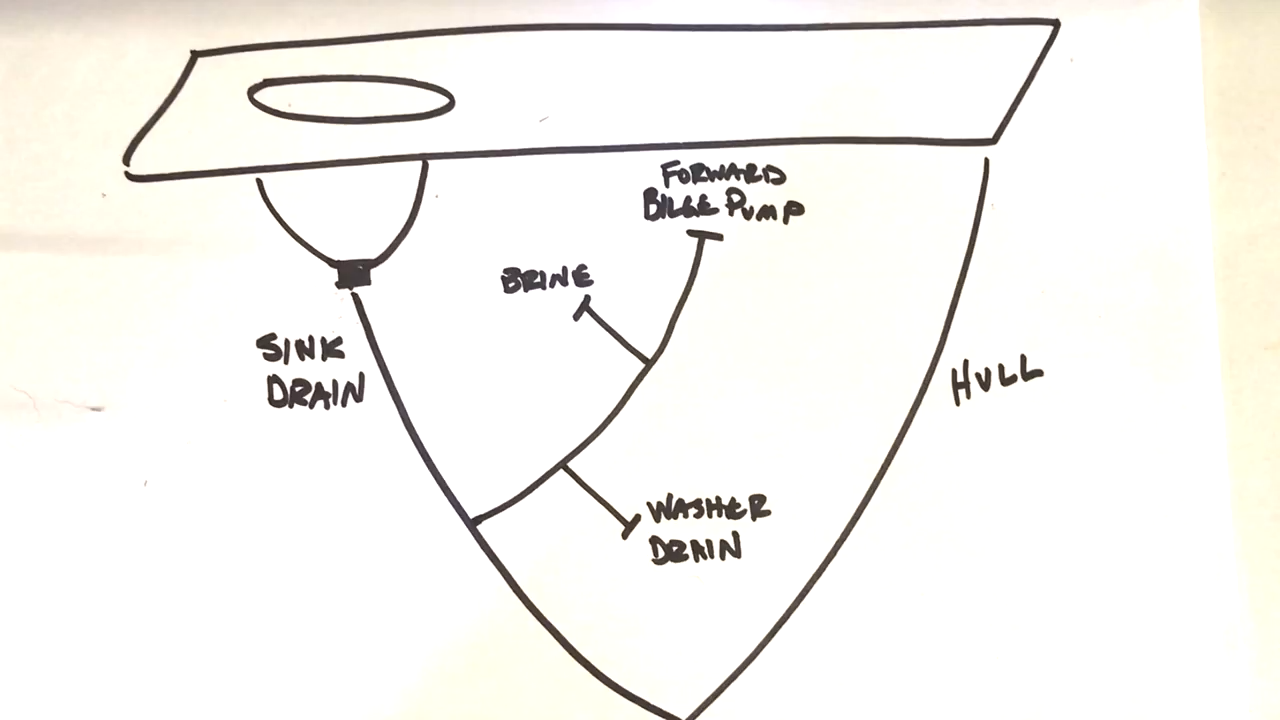 FORWARD
BILGE PUMP
BRINE
SINK
DRAIN
HULL
WASHER
DRAIN